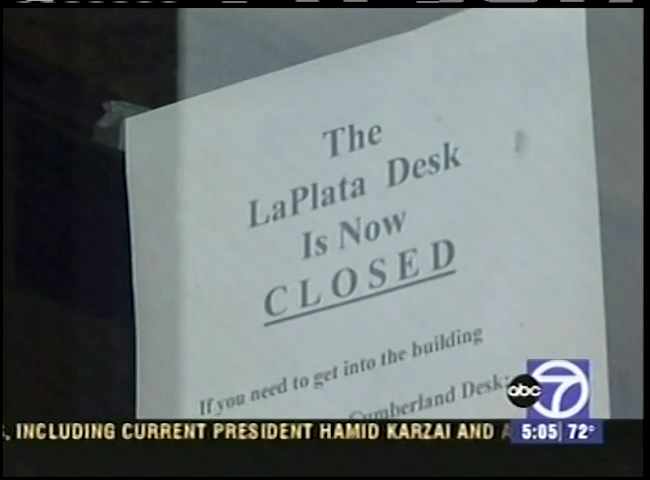 The
LaPlata Desk
Is Now
CLOSED
If you need to get into the building
Cumberland Desk:
abc 7
, INCLUDING CURRENT PRESIDENT HAMID KARZAI AND
5:05 72°